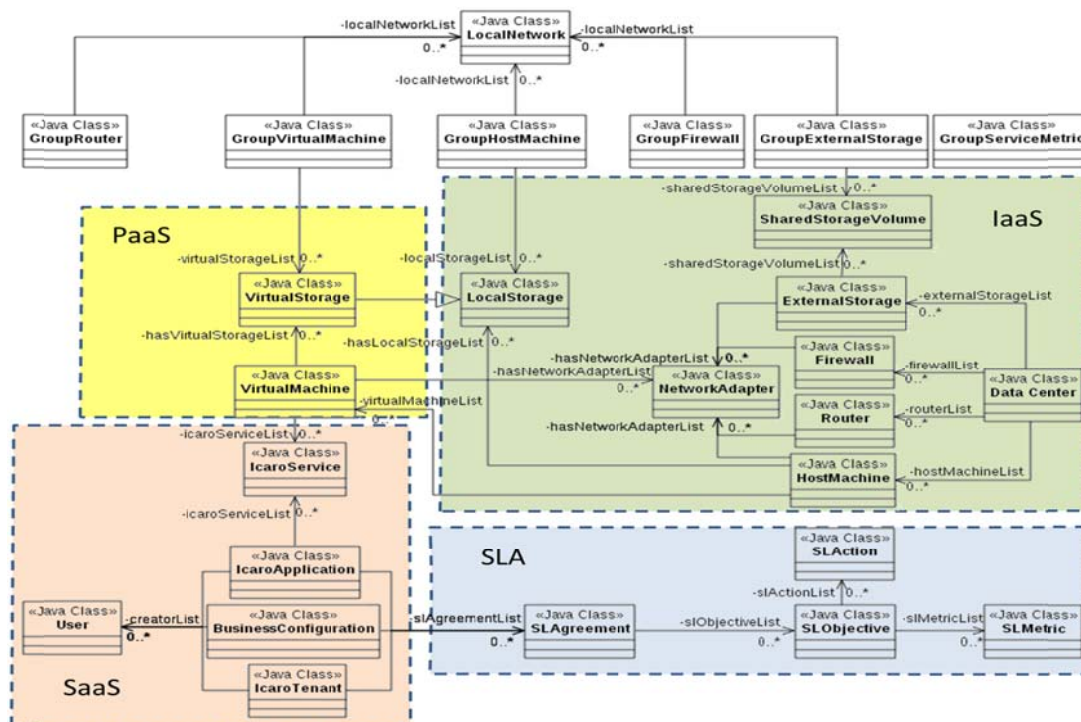 «Java Class»
LocalNetwork
-localNetworkList
0..*
-localNetworkList
0..*
-localNetworkList 0..*
«Java Class»
GroupRouter
«Java Class»
GroupVirtualMachine
«Java Class»
GroupHostMachine
«Java Class»
GroupFirewall
«Java Class»
GroupExternalStorage
«Java Class»
GroupServiceMetric
-sharedStorageVolumeList 0..*
IaaS
«Java Class»
SharedStorageVolume
PaaS
-virtualStorageList 0..*
-localStorageList 0..*
-sharedStorageVolumeList 0..*
«Java Class»
VirtualStorage
«Java Class»
LocalStorage
«Java Class»
ExternalStorage
-externalStorageList
0..*
-hasVirtualStorageList 0..*
-hasLocalStorageList 0..*
-hasNetworkAdapterList
0..*
«Java Class»
Firewall
-firewallList
0..*
«Java Class»
VirtualMachine
-hasNetworkAdapterList
0..*
«Java Class»
NetworkAdapter
«Java Class»
Data Center
-virtualMachineList
0..*
«Java Class»
Router
-routerList
0..*
-hasNetworkAdapterList
0..*
-icaroServiceList 0..*
«Java Class»
IcaroService
«Java Class»
HostMachine
-hostMachineList
0..*
-icaroServiceList 0..*
«Java Class»
SLAction
SLA
«Java Class»
IcaroApplication
-slActionList 0..*
«Java Class»
User
-creatorList
0..*
«Java Class»
BusinessConfiguration
-slAgreementList
0..*
«Java Class»
SLAgreement
-slObjectiveList
0..*
«Java Class»
SLObjective
-slMetricList
0..*
«Java Class»
SLMetric
«Java Class»
IcaroTenant
SaaS